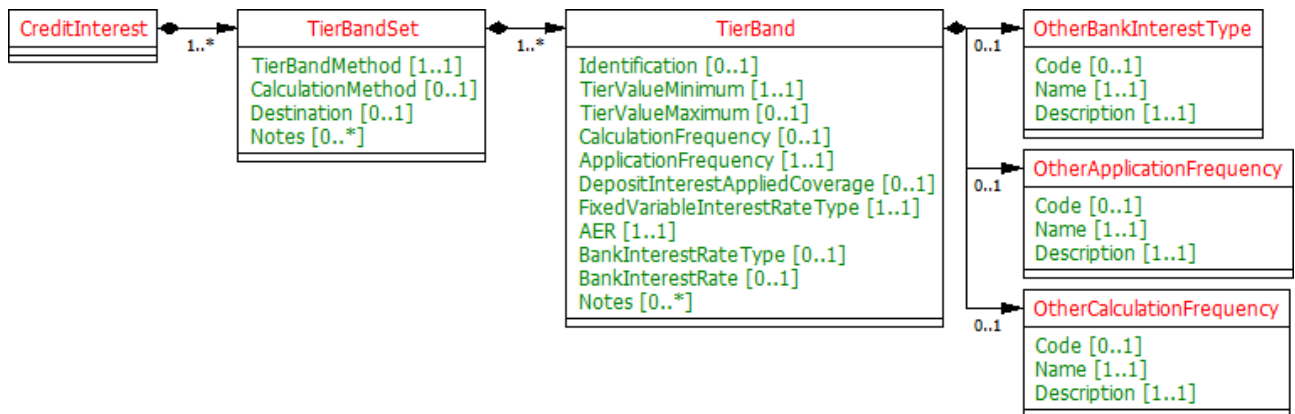 CreditInterest
1..*
TierBandSet
TierBandMethod [1..1]
CalculationMethod [0..1]
Destination [0..1]
Notes [0..*]
1..*
TierBand
Identification [0..1]
TierValueMinimum [1..1]
TierValueMaximum [0..1]
CalculationFrequency [0..1]
ApplicationFrequency [1..1]
DepositInterestAppliedCoverage [0..1]
FixedVariableInterestRateType [1..1]
AER [1..1]
BankInterestRateType [0..1]
BankInterestRate [0..1]
Notes [0..*]
0..1
OtherBankInterestType
Code [0..1]
Name [1..1]
Description [1..1]
0..1
OtherApplicationFrequency
Code [0..1]
Name [1..1]
Description [1..1]
0..1
OtherCalculationFrequency
Code [0..1]
Name [1..1]
Description [1..1]